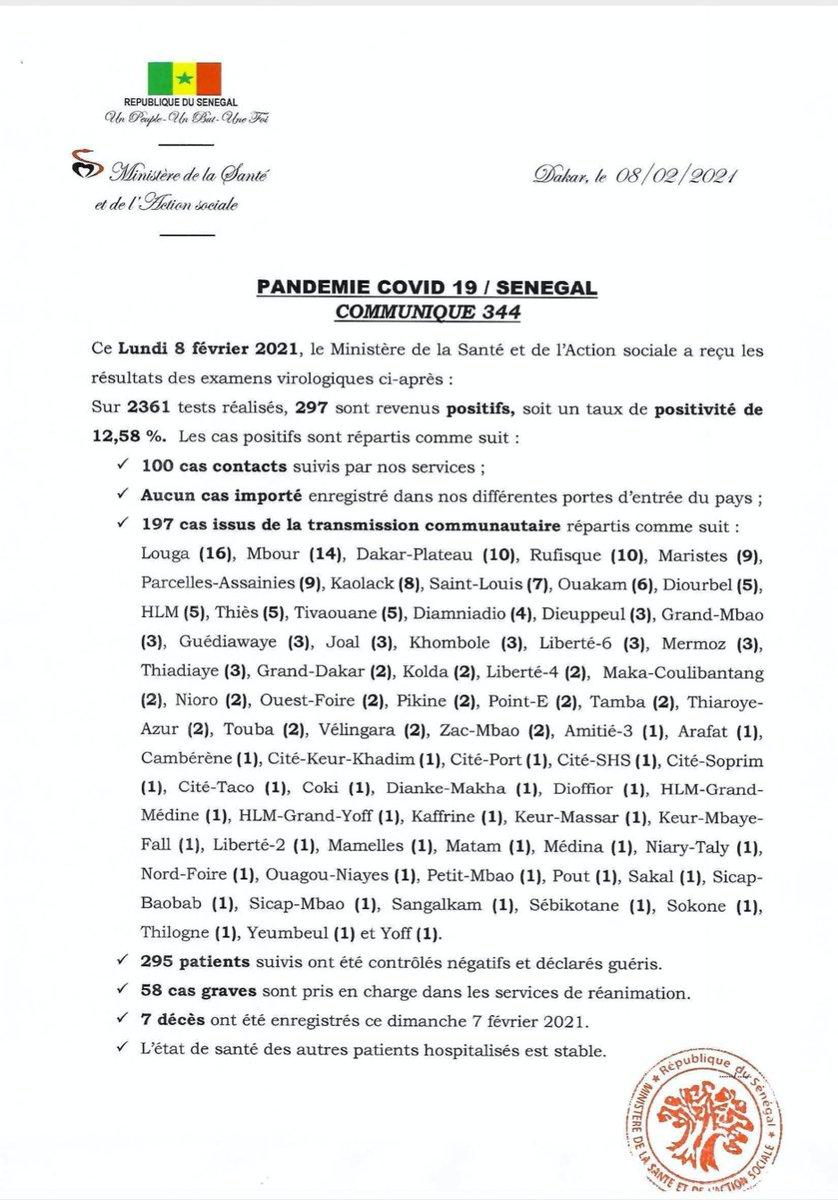 REPUBLIQUE DU SENEGAL
Un Peuple-Un But-Une Foi
Ministère de la Santé
et de l'Action sociale
Dakar, le 08/02/2021
PANDEMIE COVID 19 / SENEGAL
COMMUNIQUE 344
Ce Lundi 8 février 2021, le Ministère de la Santé et de l'Action sociale a reçu les
résultats des examens virologiques ci-après :
Sur 2361 tests réalisés, 297 sont revenus positifs, soit un taux de positivité de
12,58 %. Les cas positifs sont répartis comme suit :
✓ 100 cas contacts suivis par nos services ;
✓ Aucun cas importé enregistré dans nos différentes portes d'entrée du pays ;
✓ 197 cas issus de la transmission communautaire répartis comme suit :
Louga (16), Mbour (14), Dakar-Plateau (10), Rufisque (10), Maristes (9),
Parcelles-Assainies (9), Kaolack (8), Saint-Louis (7), Ouakam (6), Diourbel (5),
HLM (5), Thiès (5), Tivaouane (5), Diamniadio (4), Dieuppeul (3), Grand-Mbao
(3), Guédiawaye (3), Joal (3), Khombole (3), Liberté-6 (3), Mermoz (3),
Thiadiaye (3), Grand-Dakar (2), Kolda (2), Liberté-4 (2), Maka-Coulibantang
(2), Nioro (2), Ouest-Foire (2), Pikine (2), Point-E (2), Tamba (2), Thiaroye-
Azur (2), Touba (2), Vélingara (2), Zac-Mbao (2), Amitié-3 (1), Arafat (1),
Cambérène (1), Cité-Keur-Khadim (1), Cité-Port (1), Cité-SHS (1), Cité-Soprim
(1), Cité-Taco (1), Coki (1), Dianke-Makha (1), Dioffior (1), HLM-Grand-
Médine (1), HLM-Grand-Yoff (1), Kaffrine (1), Keur-Massar (1), Keur-Mbaye-
Fall (1), Liberté-2 (1), Mamelles (1), Matam (1), Médina (1), Niary-Taly (1),
Nord-Foire (1), Ouagou-Niayes (1), Petit-Mbao (1), Pout (1), Sakal (1), Sicap-
Baobab (1), Sicap-Mbao (1), Sangalkam (1), Sébikotane (1), Sokone (1),
Thilogne (1), Yeumbeul (1) et Yoff (1).
✓ 295 patients suivis ont été contrôlés négatifs et déclarés guéris.
✓ 58 cas graves sont pris en charge dans les services de réanimation.
✓ 7 décès ont été enregistrés ce dimanche 7 février 2021.
✓ L'état de santé des autres patients hospitalisés est stable.
République du Sénégal
MINISTERE DE LA SANTE ET DE L'ACTION SOCIALE